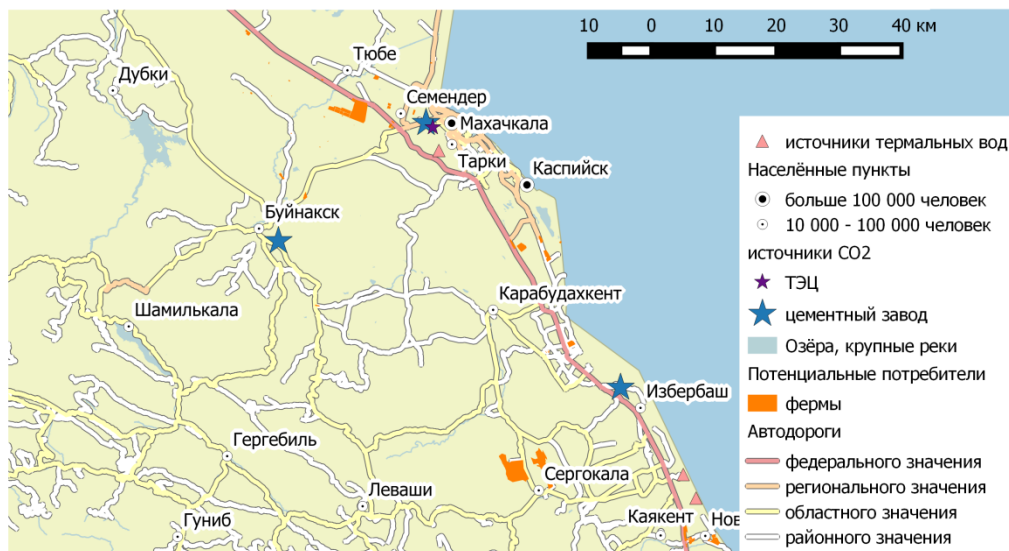 10 0 10 20 30 40 км
Тюбе
Дубки
Семендер
Махачкала
Тарки
Каспийск
Буйнакск
Карабудахкент
Шамилькала
Избербаш
Гергебиль
Сергокала
Леваши
Гуниб
Каякент
Нов
источники термальных вод
Населённые пункты
больше 100 000 человек
10 000 - 100 000 человек
источники CO2
ТЭЦ
цементный завод
Озёра, крупные реки
Потенциальные потребители
фермы
Автодороги
федерального значения
регионального значения
областного значения
районного значения